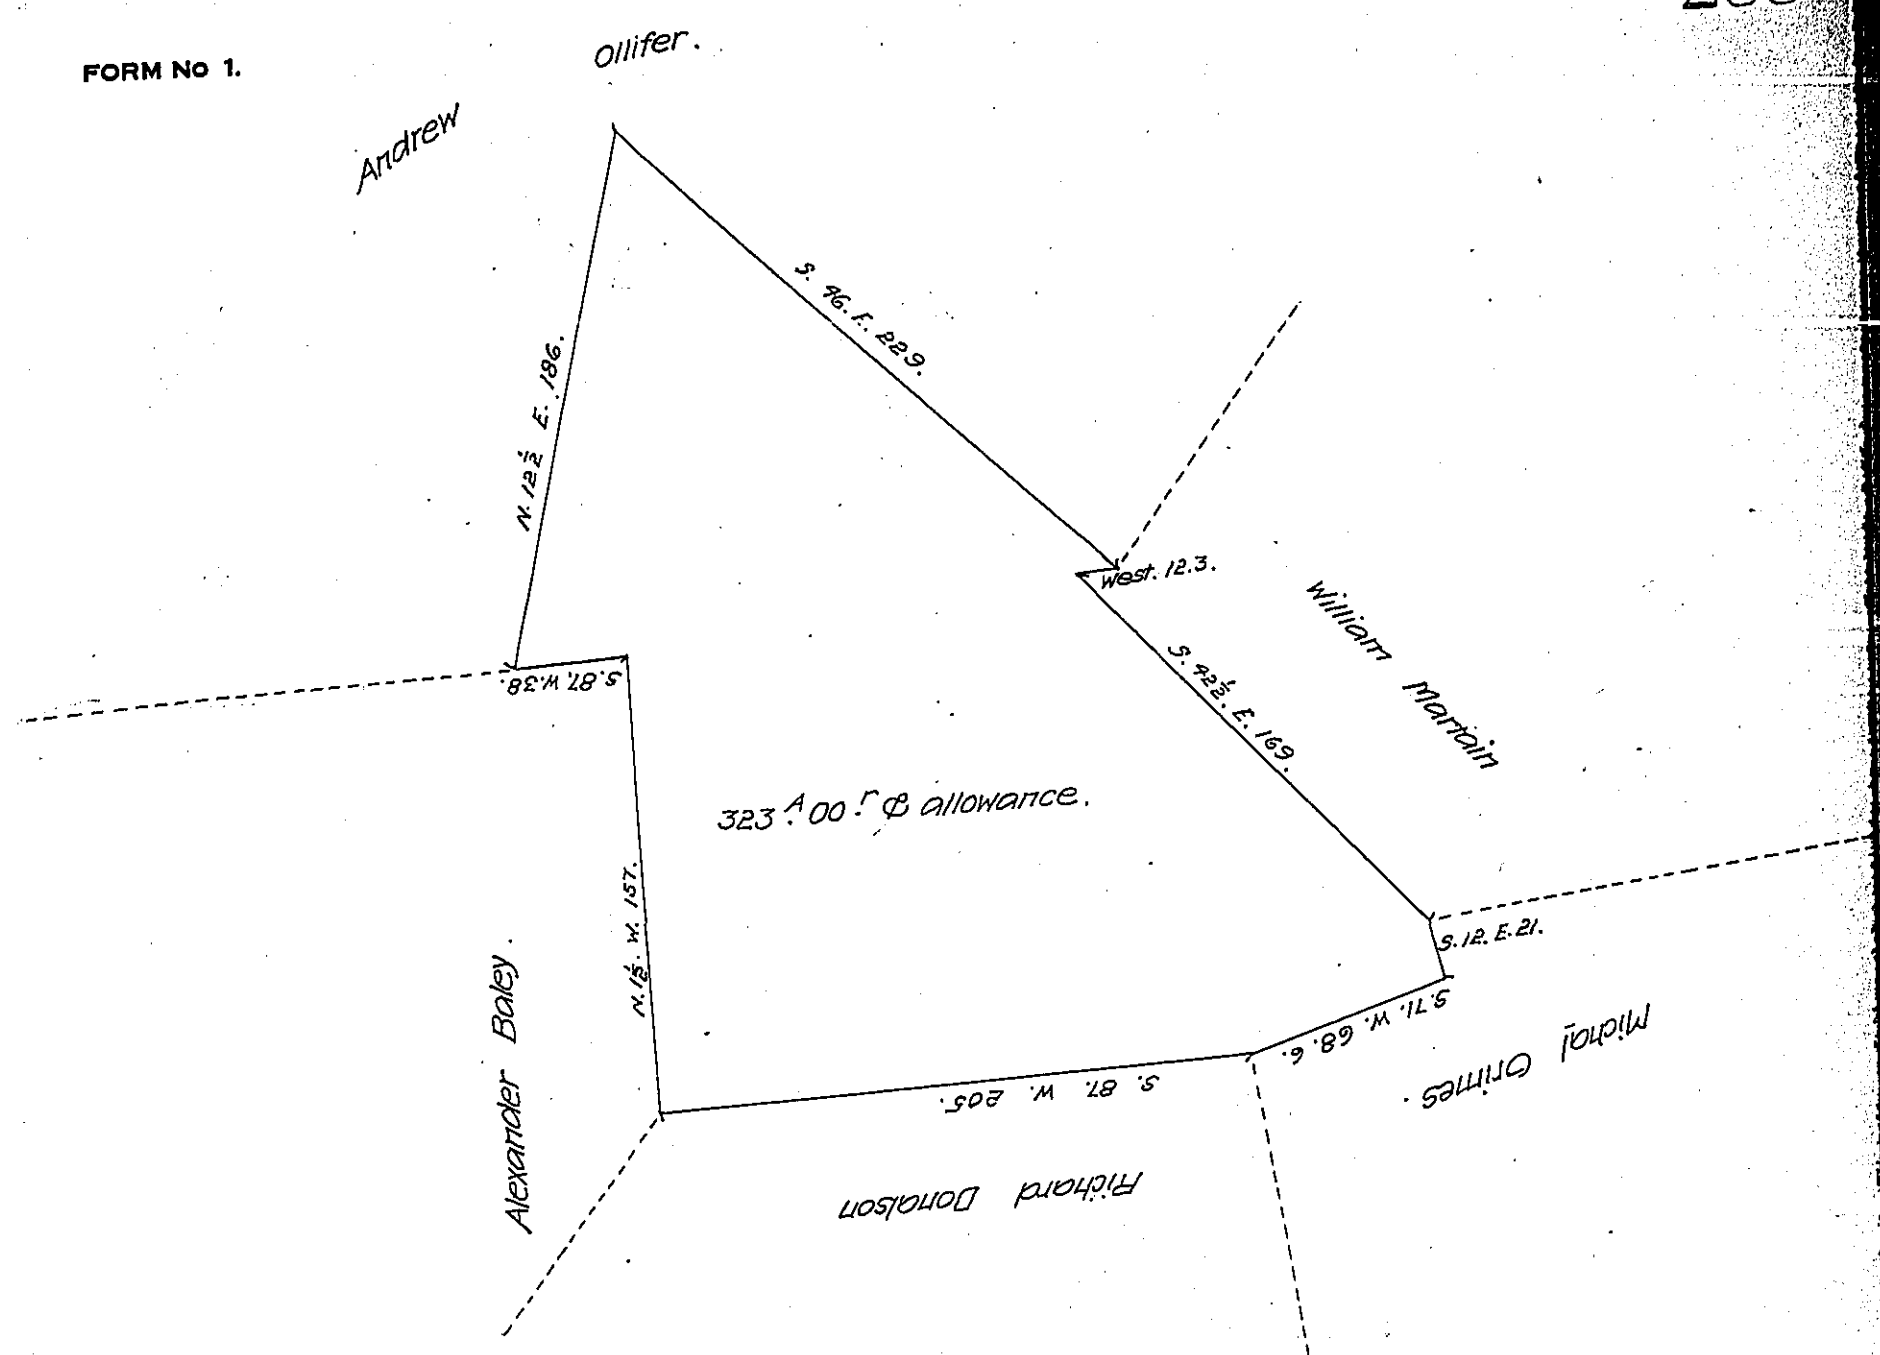 FORM No 1.
Andrew Ollifer.
S. 46. E. 229.
N. 12½ E. 186.
West. 12.3.
William Martain
S. 87. W. 38.
S. 42½. E. 169.
323 A. 00 r. & allowance.
N. 1½. W. 157.
S. 12. E. 21.
Alexander Baley.
S. 71. W. 68.6.
Michal Grimes.
S. 87. W. 205.
Richard Donalson